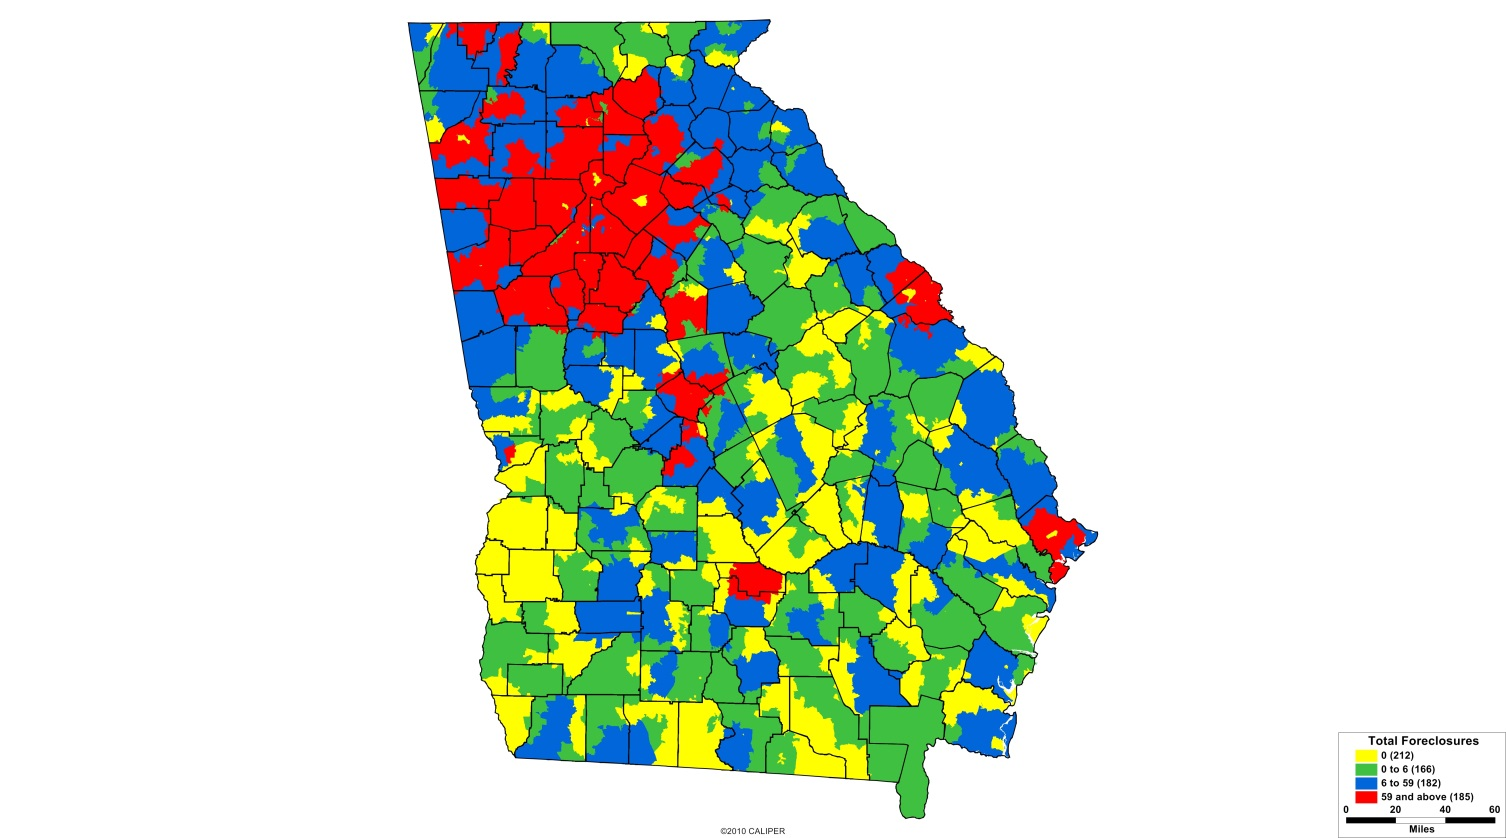 Total Foreclosures
0 (212)
0 to 6 (166)
6 to 59 (182)
59 and above (185)
0 20 40 60
Miles
©2010 CALIPER